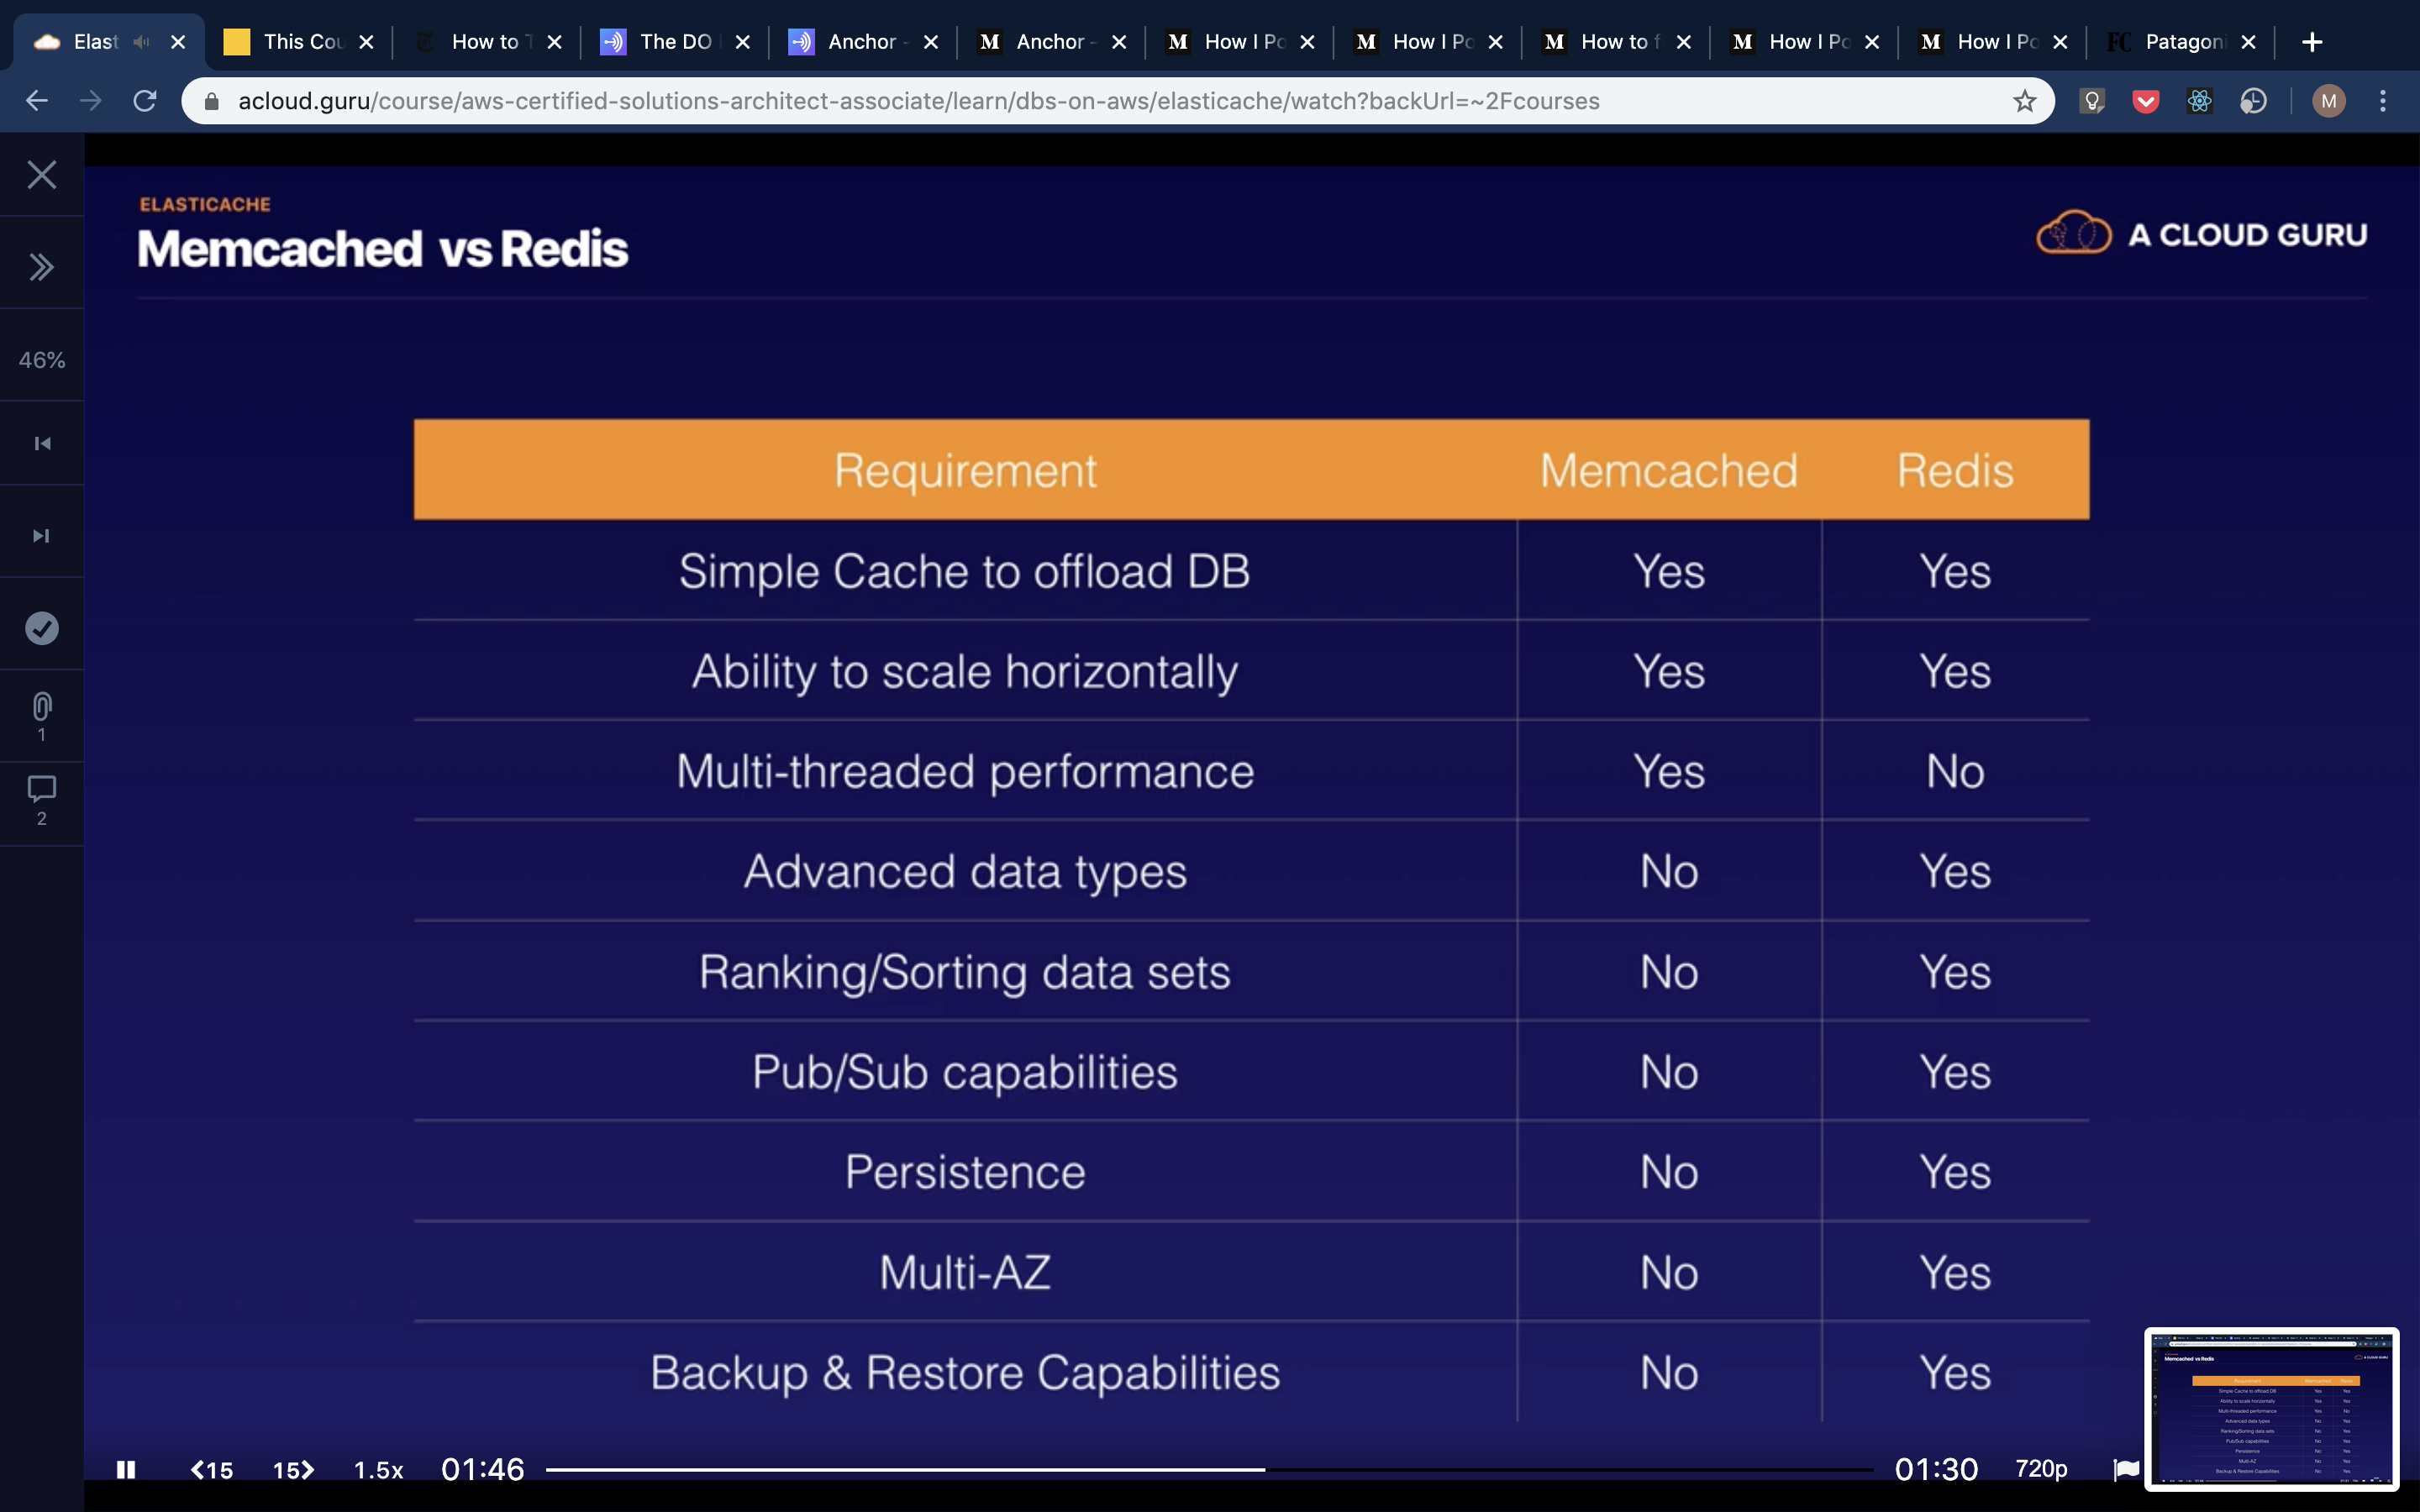 Elast
This Cou
How to T
The DO
Anchor -
Anchor -
How I Po
How I Po
How to f
How I Po
How I Po
Patagoni
acloud.guru/course/aws-certified-solutions-architect-associate/learn/dbs-on-aws/elasticache/watch?backUrl=~2Fcourses
M
46%
1
2
ELASTICACHE
Memcached vs Redis
A CLOUD GURU
Requirement Memcached Redis
Simple Cache to offload DB Yes Yes
Ability to scale horizontally Yes Yes
Multi-threaded performance Yes No
Advanced data types No Yes
Ranking/Sorting data sets No Yes
Pub/Sub capabilities No Yes
Persistence No Yes
Multi-AZ No Yes
Backup & Restore Capabilities No Yes
15 15 1.5x 01:46 01:30 720p